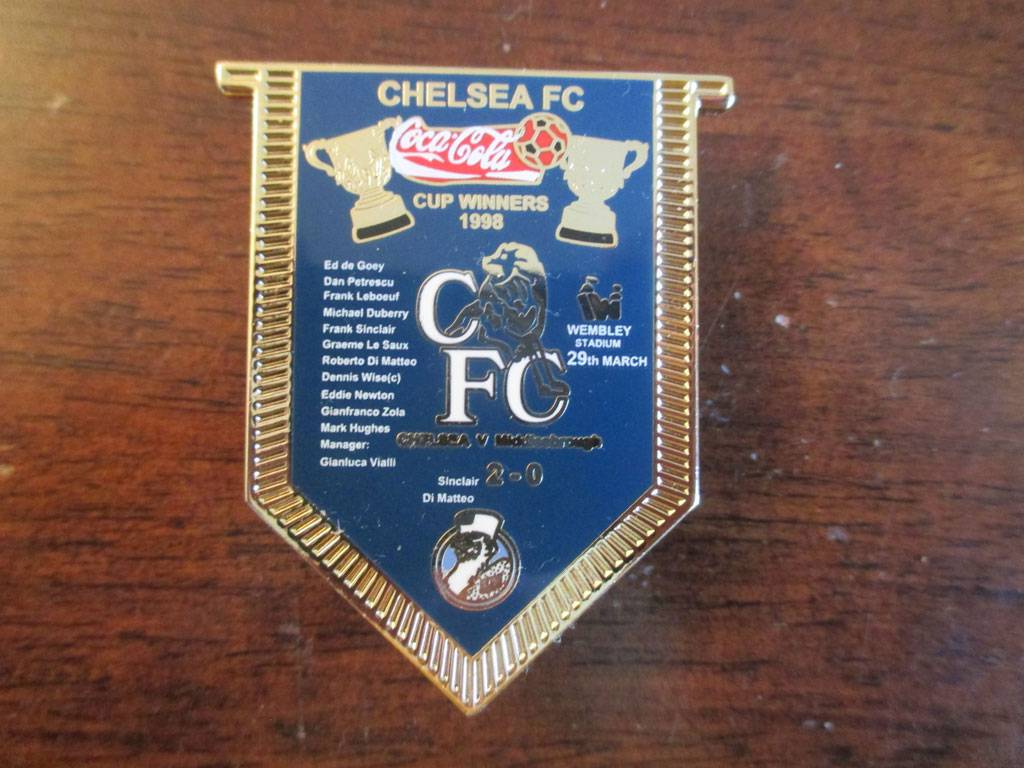 CHELSEA FC
Coca-Cola
CUP WINNERS
1998
Ed de Goey
Dan Petrescu
Frank Leboeuf
Michael Duberry
Frank Sinclair
Graeme Le Saux
Roberto Di Matteo
Dennis Wise(c)
Eddie Newton
Gianfranco Zola
Mark Hughes
Manager:
Gianluca Vialli
CFC
WEMBLEY
STADIUM
29th MARCH
CHELSEA V Middlesbrough
Sinclair 2-0
Di Matteo